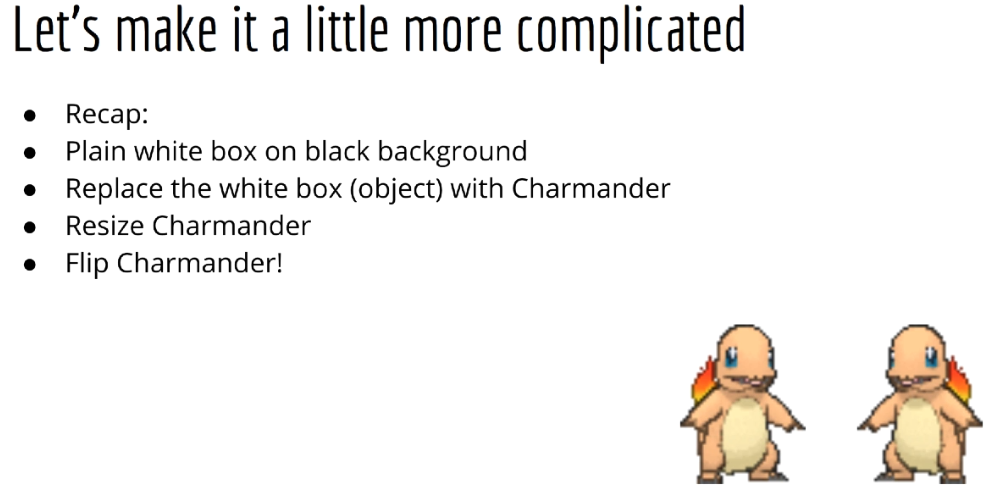 Let's make it a little more complicated
● Recap:
● Plain white box on black background
● Replace the white box (object) with Charmander
● Resize Charmander
● Flip Charmander!